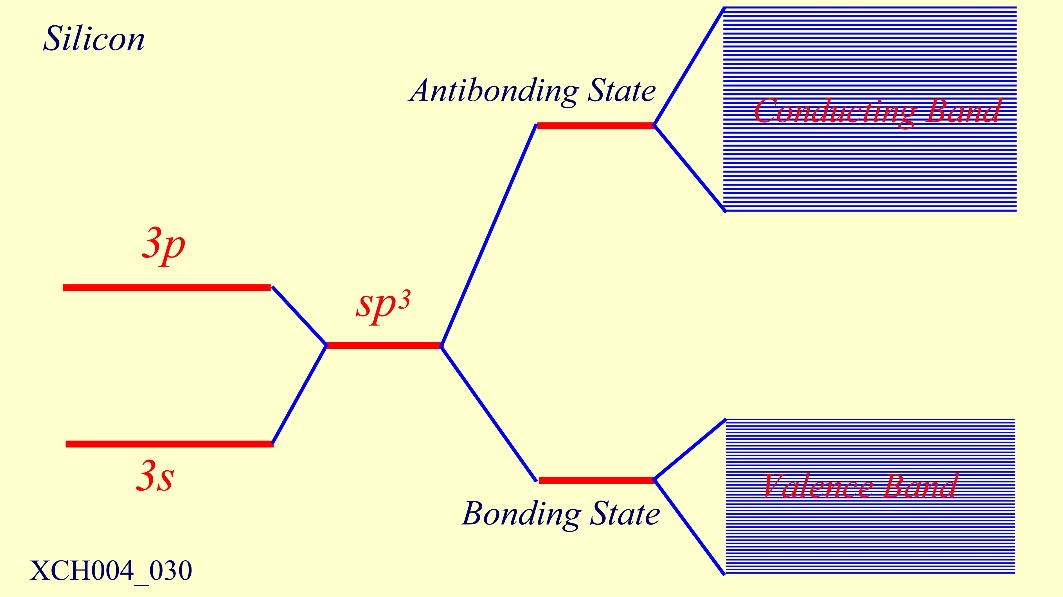 Silicon
Antibonding State
Conducting Band
3p
sp³
3s
Valence Band
Bonding State
XCH004_030